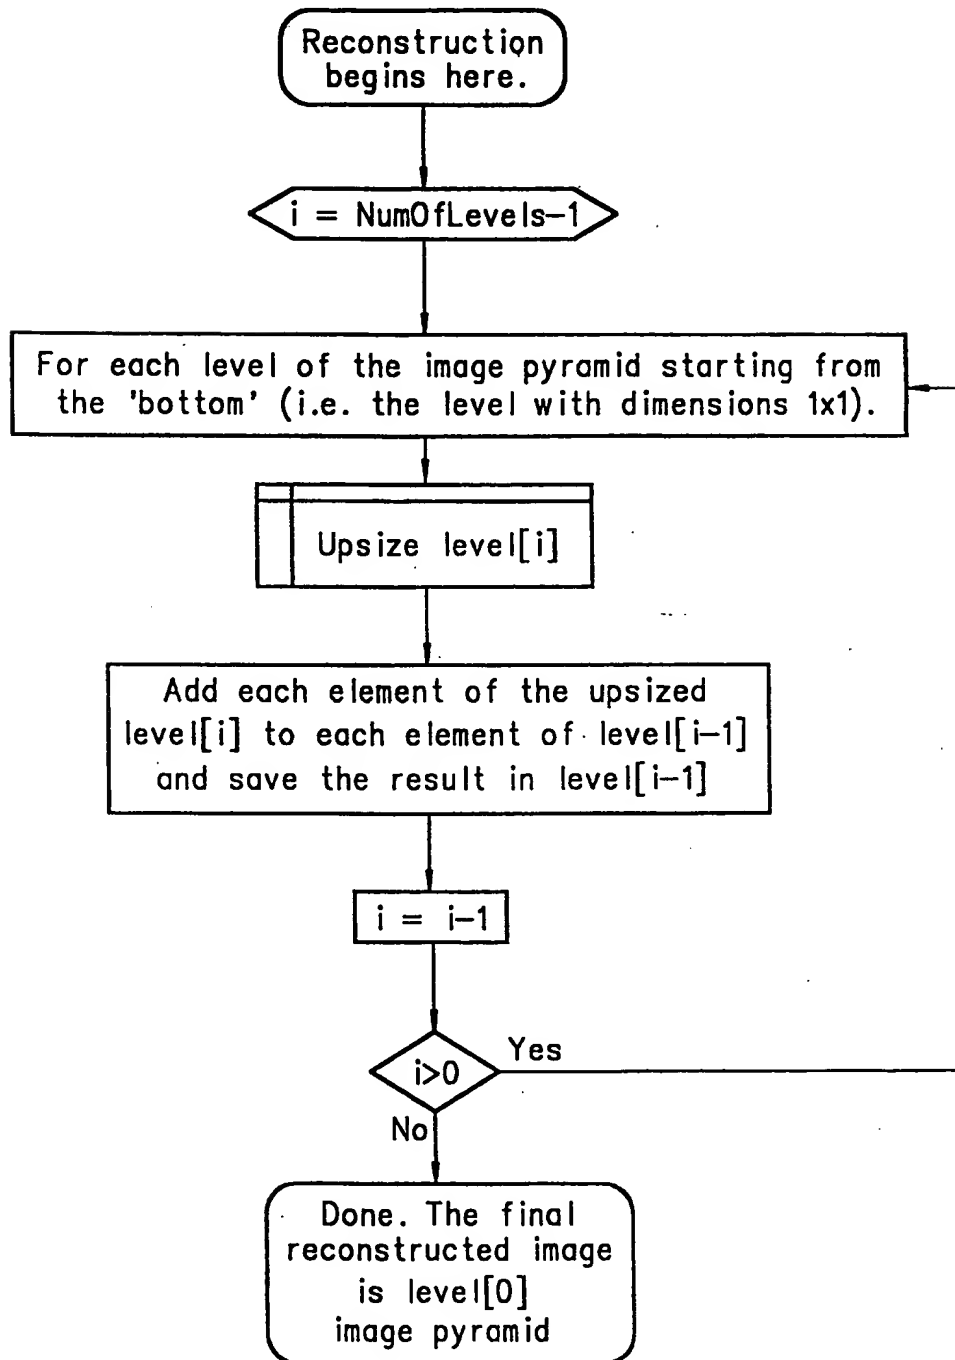 Reconstruction
begins here.
i = NumOfLevels-1
For each level of the image pyramid starting from
the 'bottom' (i.e. the level with dimensions 1x1).
Upsize level[i]
Add each element of the upsized
level[i] to each element of level[i-1]
and save the result in level[i-1]
i = i-1
i>0
Yes
No
Done. The final
reconstructed image
is level[0]
image pyramid